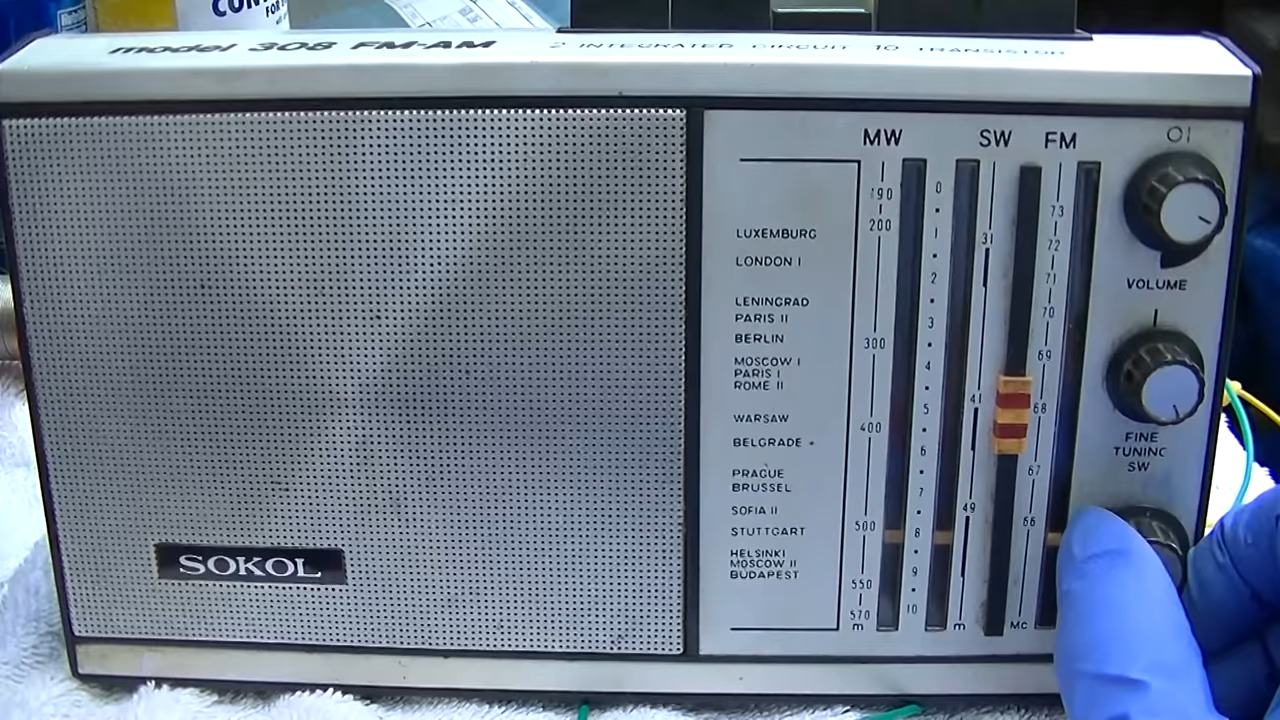 model 308 FM-AM 2 INTEGRATED CIRCUIT 10 TRANSISTOR
MW SW FM
LUXEMBURG
LONDON I
LENINGRAD
PARIS II
BERLIN
MOSCOW I
PARIS I
ROME II
WARSAW
BELGRADE
PRAGUE
BRUSSEL
SOFIA II
STUTTGART
HELSINKI
MOSCOW II
BUDAPEST
190
200
300
400
500
550
570
m
0
1
2
3
4
5
6
7
8
9
10
31
41
49
m
73
72
71
70
69
68
67
66
Mc
VOLUME
FINE
TUNING
SW
SOKOL